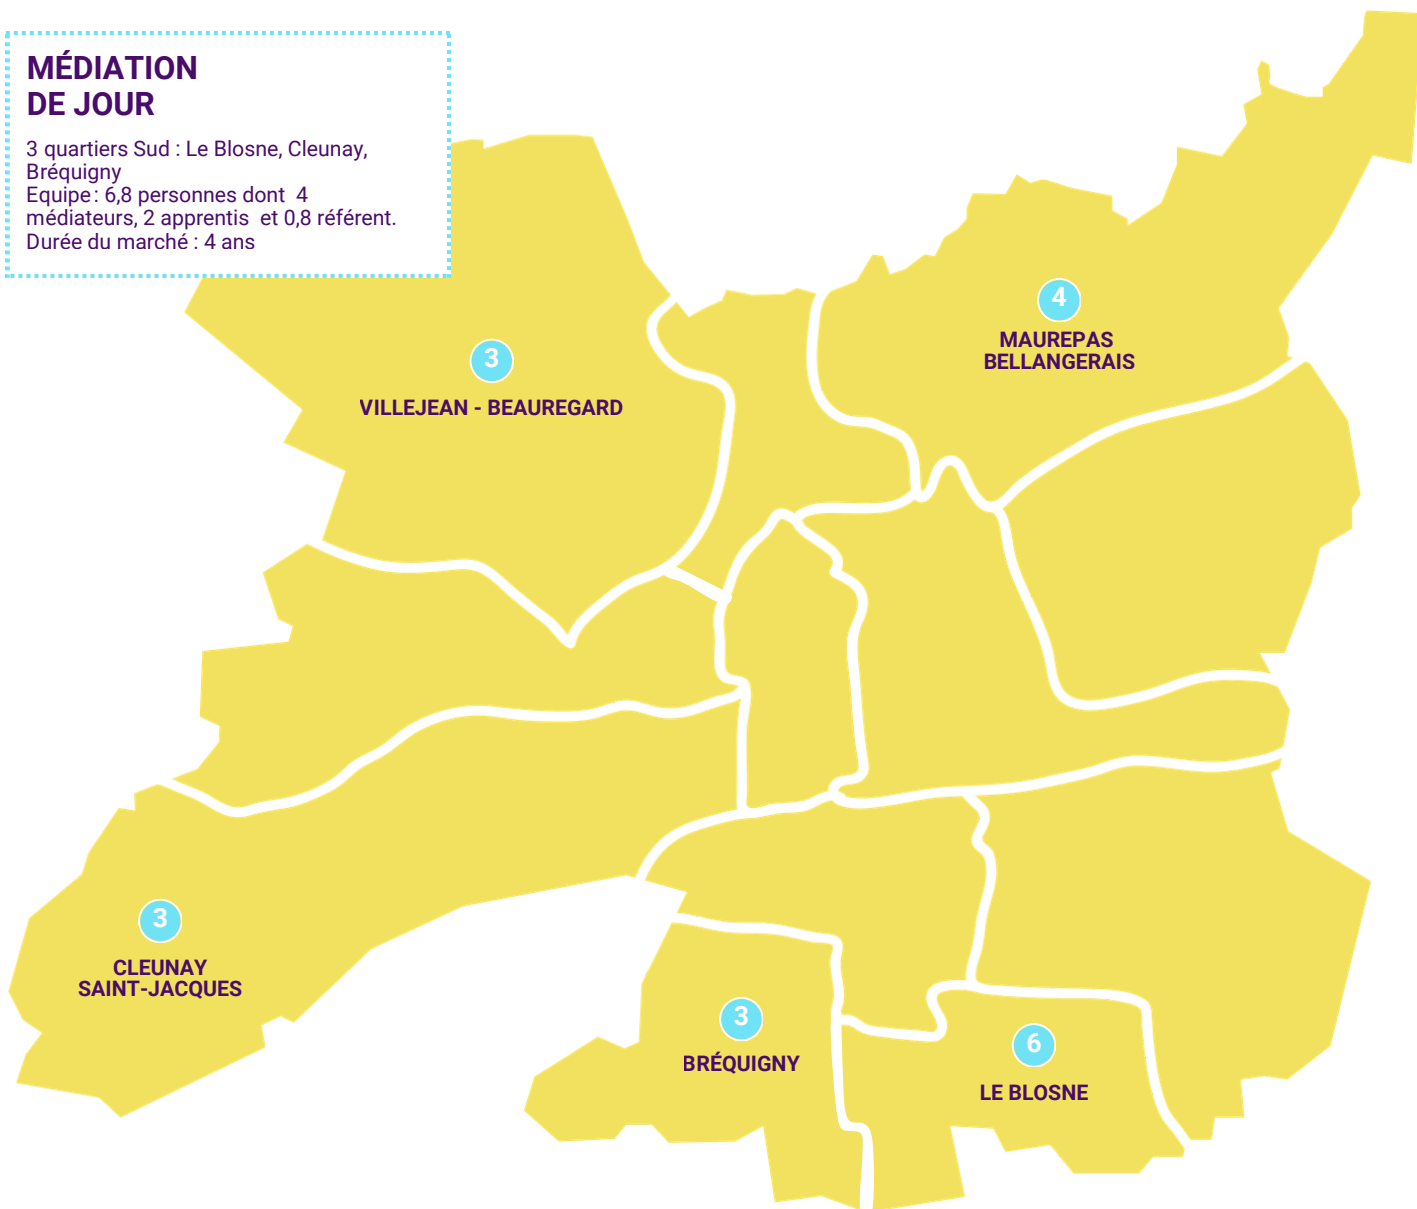 MÉDIATION
DE JOUR
3 quartiers Sud : Le Blosne, Cleunay,
Bréquigny
Equipe : 6,8 personnes dont 4
médiateurs, 2 apprentis et 0,8 référent.
Durée du marché : 4 ans
4
MAUREPAS
BELLANGERAIS
3
VILLEJEAN - BEAUREGARD
3
CLEUNAY
SAINT-JACQUES
3
BRÉQUIGNY
6
LE BLOSNE